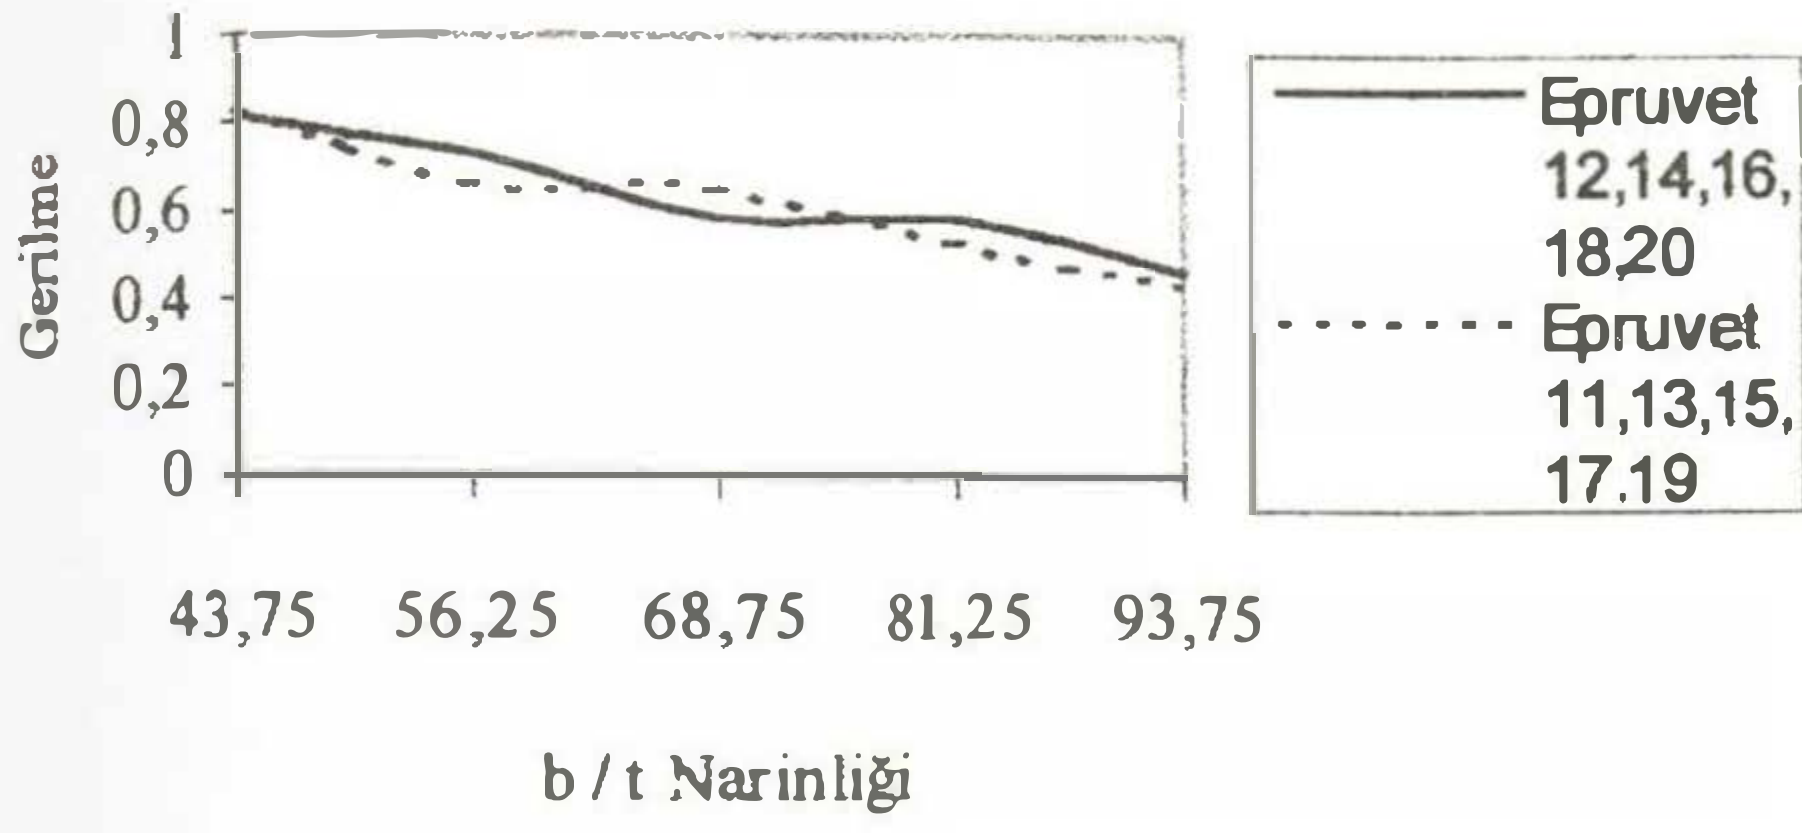 1
0,8
0,6
0,4
0,2
0
Gerilme
43,75 56,25 68,75 81,25 93,75
b / t Narinliği
Epruvet
12,14,16,
18,20
Epruvet
11,13,15,
17.19